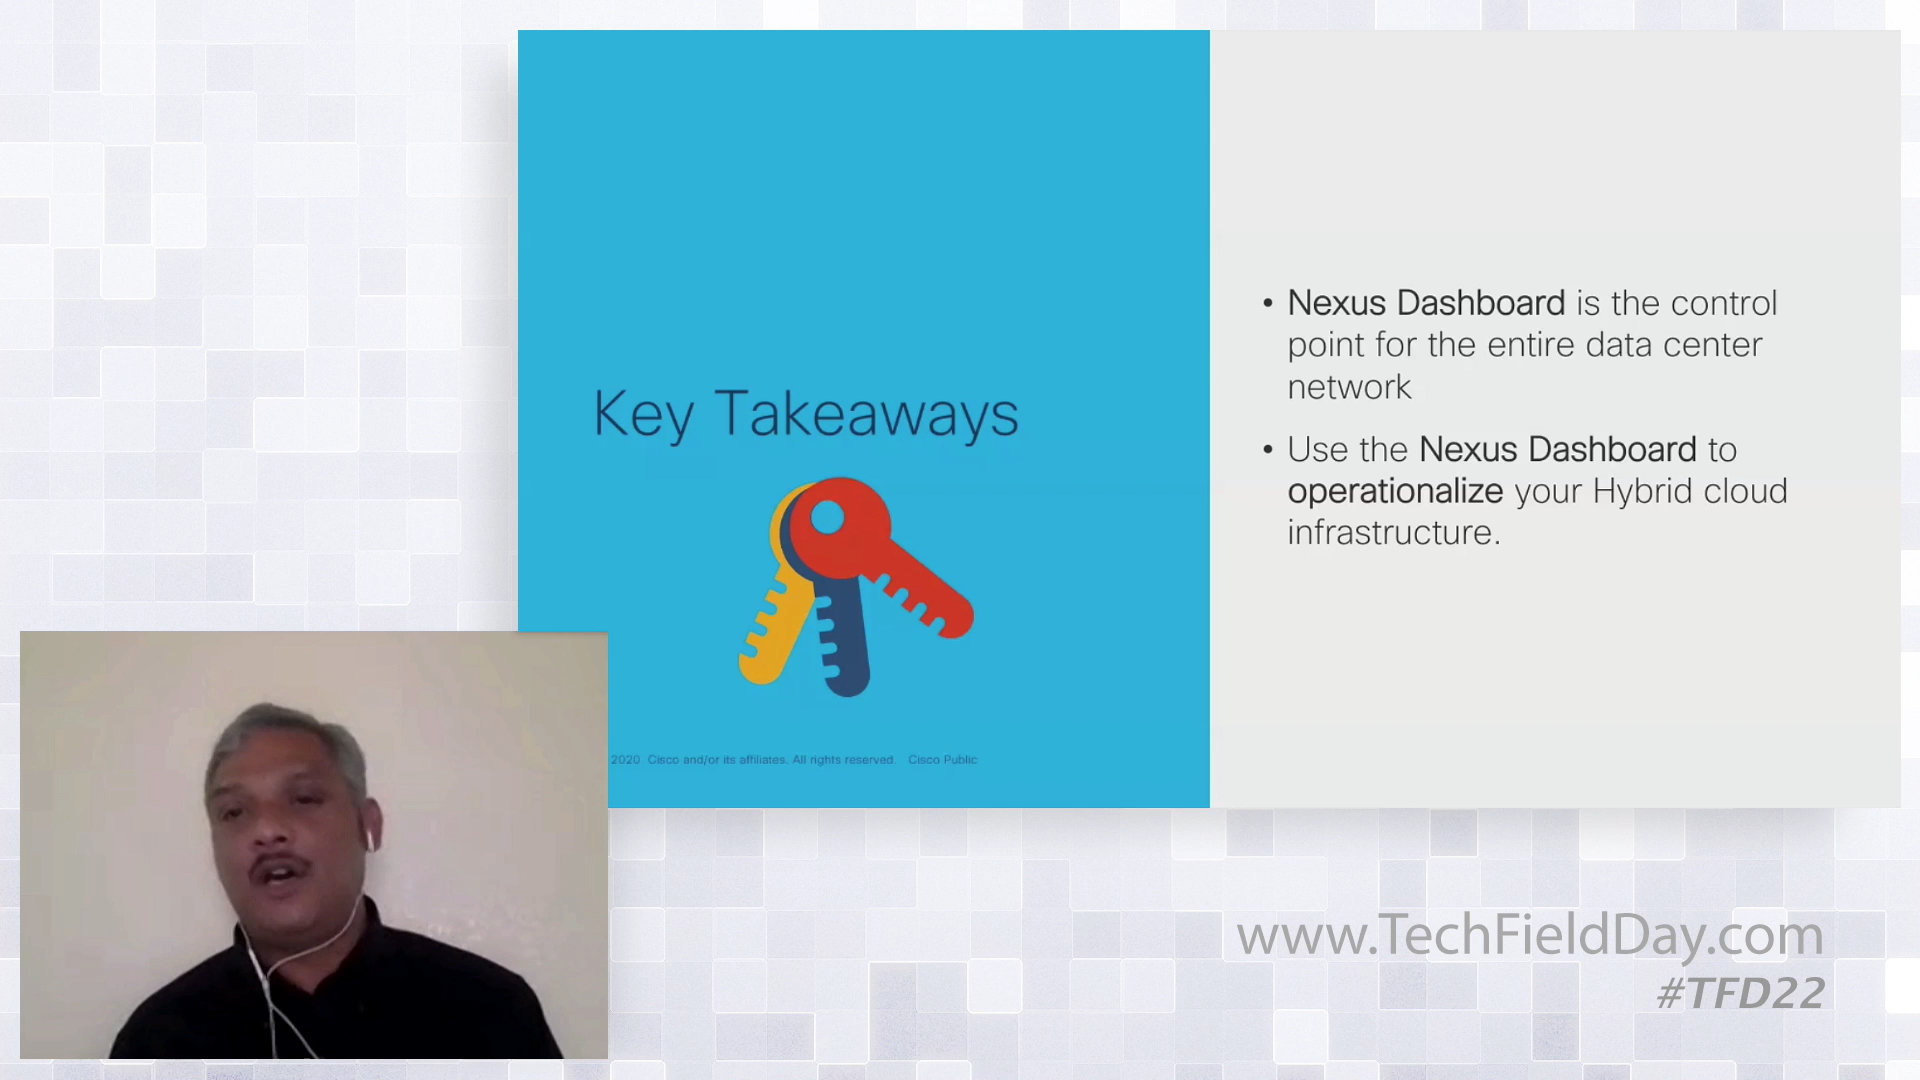 Key Takeaways
2020 Cisco and/or its affiliates. All rights reserved. Cisco Public
• Nexus Dashboard is the control
point for the entire data center
network
• Use the Nexus Dashboard to
operationalize your Hybrid cloud
infrastructure.
www.TechFieldDay.com
#TFD22